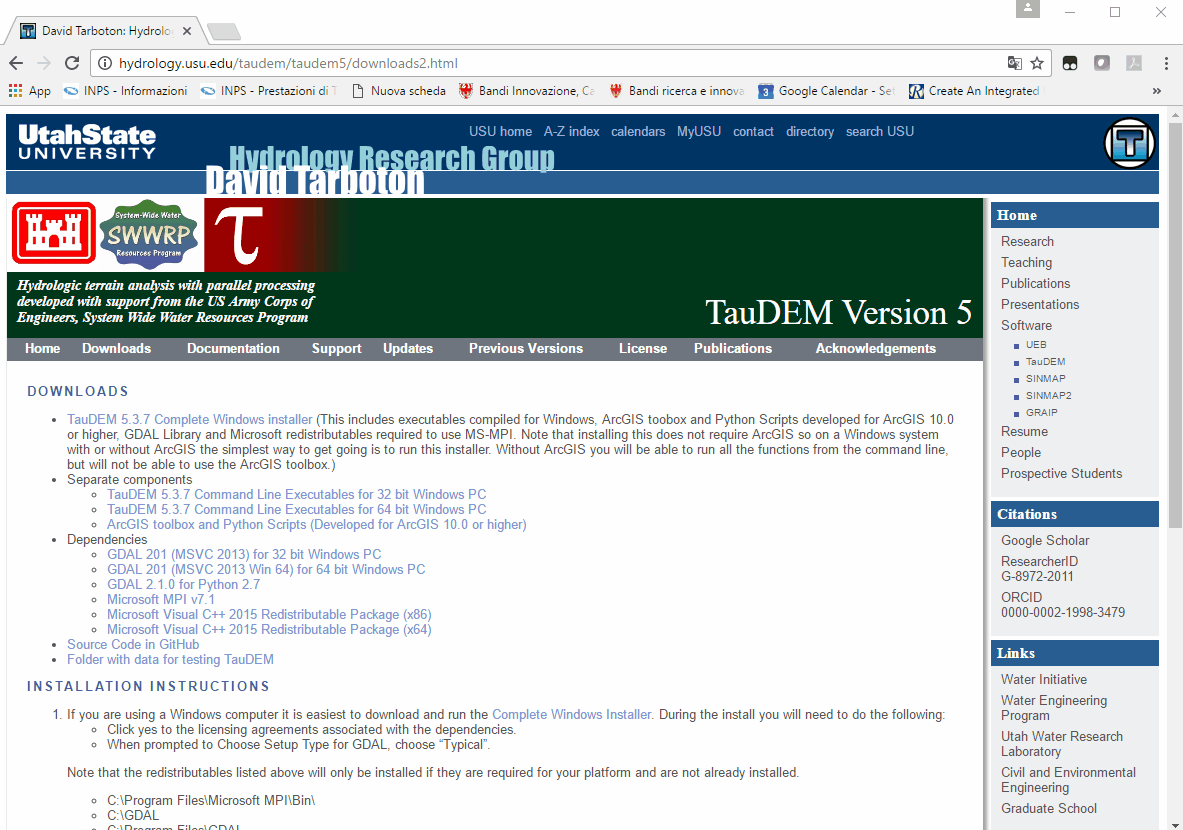 David Tarboton: Hydrolo
hydrology.usu.edu/taudem/taudem5/downloads2.html
App INPS - Informazioni INPS - Prestazioni di Nuova scheda Bandi Innovazione, Ca Bandi ricerca e innova Google Calendar - Set Create An Integrated »
UtahState
UNIVERSITY
USU home A-Z index calendars MyUSU contact directory search USU
Hydrology Research Group
David Tarboton
System-Wide Water
SWWRP
Resources Program
τ
Hydrologic terrain analysis with parallel processing
developed with support from the US Army Corps of
Engineers, System Wide Water Resources Program
TauDEM Version 5
Home Downloads Documentation Support Updates Previous Versions License Publications Acknowledgements
DOWNLOADS
TauDEM 5.3.7 Complete Windows installer (This includes executables compiled for Windows, ArcGIS toobox and Python Scripts developed for ArcGIS 10.0
or higher, GDAL Library and Microsoft redistributables required to use MS-MPI. Note that installing this does not require ArcGIS so on a Windows system
with or without ArcGIS the simplest way to get going is to run this installer. Without ArcGIS you will be able to run all the functions from the command line,
but will not be able to use the ArcGIS toolbox.)
Separate components
TauDEM 5.3.7 Command Line Executables for 32 bit Windows PC
TauDEM 5.3.7 Command Line Executables for 64 bit Windows PC
ArcGIS toolbox and Python Scripts (Developed for ArcGIS 10.0 or higher)
Dependencies
GDAL 201 (MSVC 2013) for 32 bit Windows PC
GDAL 201 (MSVC 2013 Win 64) for 64 bit Windows PC
GDAL 2.1.0 for Python 2.7
Microsoft MPI v7.1
Microsoft Visual C++ 2015 Redistributable Package (x86)
Microsoft Visual C++ 2015 Redistributable Package (x64)
Source Code in GitHub
Folder with data for testing TauDEM
INSTALLATION INSTRUCTIONS
1. If you are using a Windows computer it is easiest to download and run the Complete Windows Installer. During the install you will need to do the following:
Click yes to the licensing agreements associated with the dependencies.
When prompted to Choose Setup Type for GDAL, choose “Typical”.
Note that the redistributables listed above will only be installed if they are required for your platform and are not already installed.
C:\Program Files\Microsoft MPI\Bin\
C:\GDAL
C:\Program Files\GDAL
Home
Research
Teaching
Publications
Presentations
Software
UEB
TauDEM
SINMAP
SINMAP2
GRAIP
Resume
People
Prospective Students
Citations
Google Scholar
ResearcherID
G-8972-2011
ORCID
0000-0002-1998-3479
Links
Water Initiative
Water Engineering
Program
Utah Water Research
Laboratory
Civil and Environmental
Engineering
Graduate School